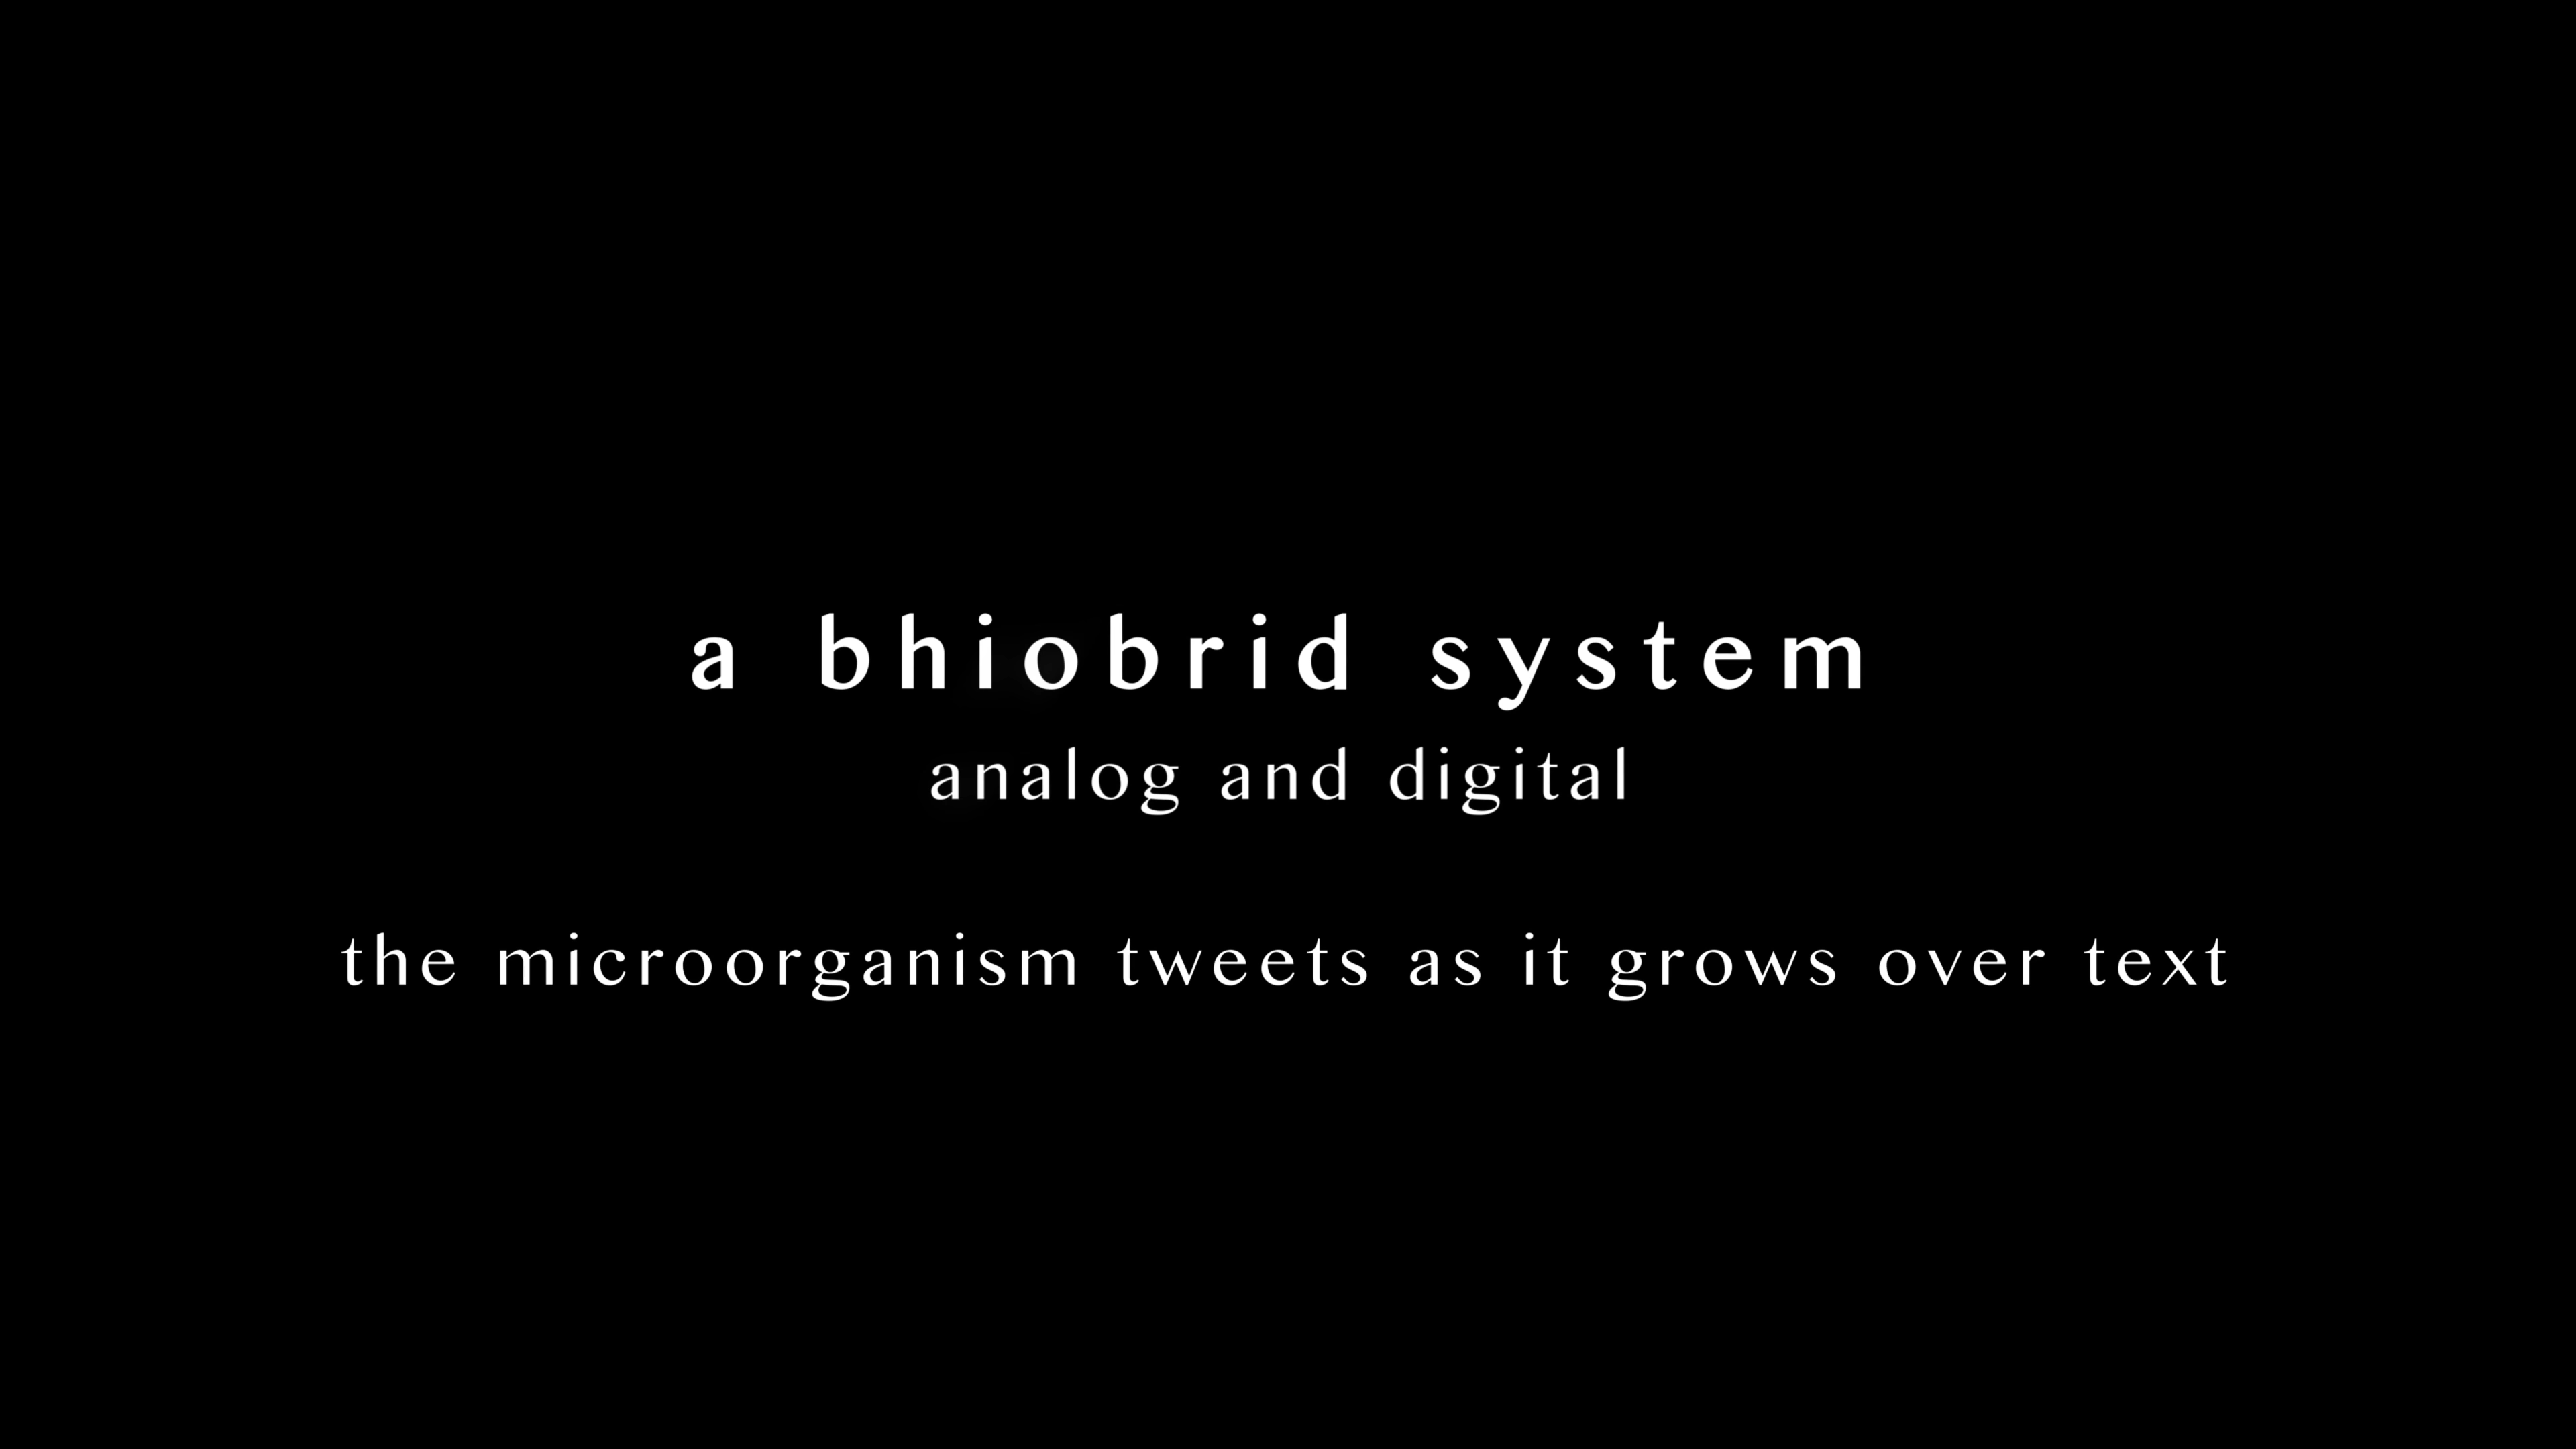 a bhiobrid system
analog and digital
the microorganism tweets as it grows over text